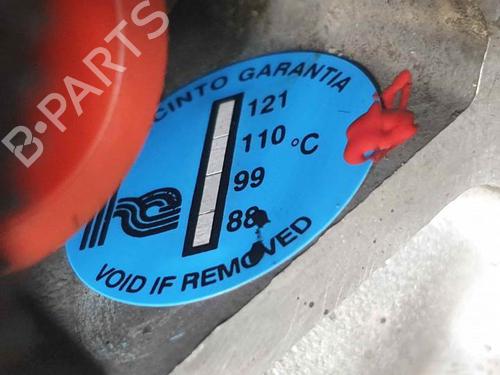 B-PARTS
CINTO GARANTIA
121
110 °C
99
88
VOID IF REMOVED